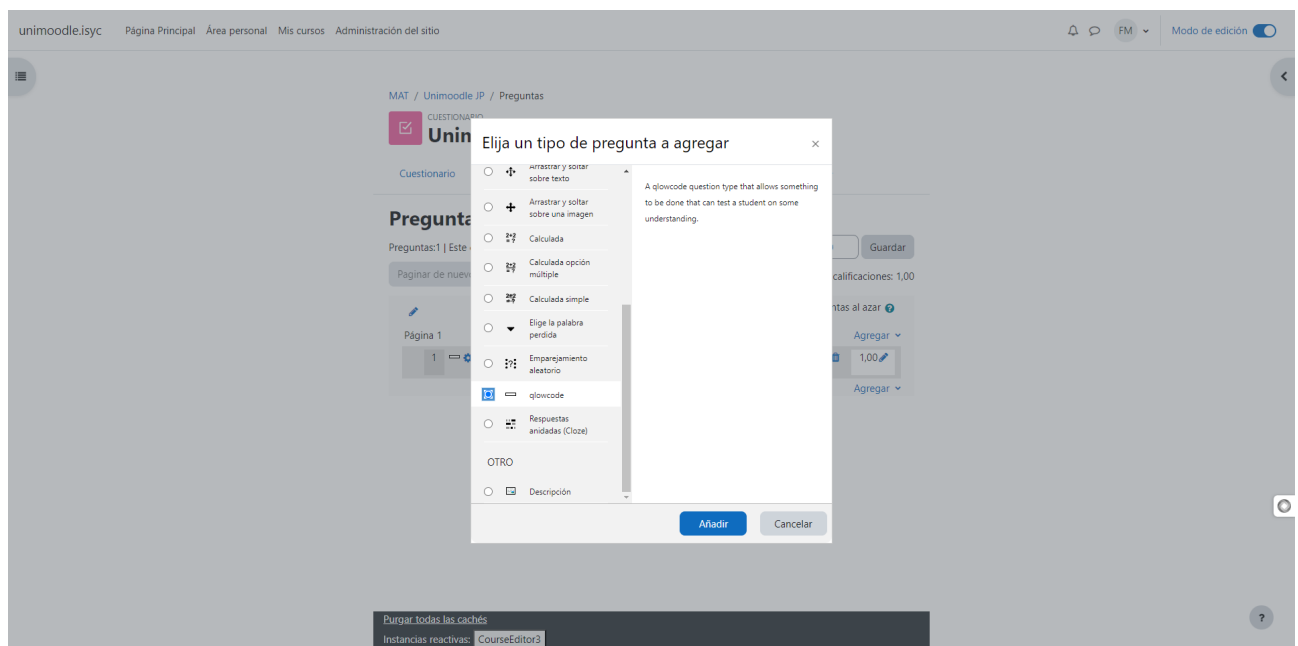 unimoodle.isyc Página Principal Área personal Mis cursos Administración del sitio FM Modo de edición
MAT / Unimoodle JP / Preguntas
CUESTIONARIO
Unim
Elija un tipo de pregunta a agregar ×
Cuestionario
Arrastrar y soltar
sobre texto
Arrastrar y soltar
sobre una imagen
2+2
= ?
Calculada
Calculada opción
múltiple
Calculada simple
Elige la palabra
perdida
Emparejamiento
aleatorio
qlowcode
Respuestas
anidadas (Cloze)
OTRO
Descripción
A qlowcode question type that allows something
to be done that can test a student on some
understanding.
Añadir Cancelar
Pregunta
Preguntas:1 | Este
Guardar
Paginar de nuev
calificaciones: 1,00
ntas al azar ?
Página 1 Agregar
1 1,00
Agregar
Purgar todas las cachés
Instancias reactivas: CourseEditor3
?